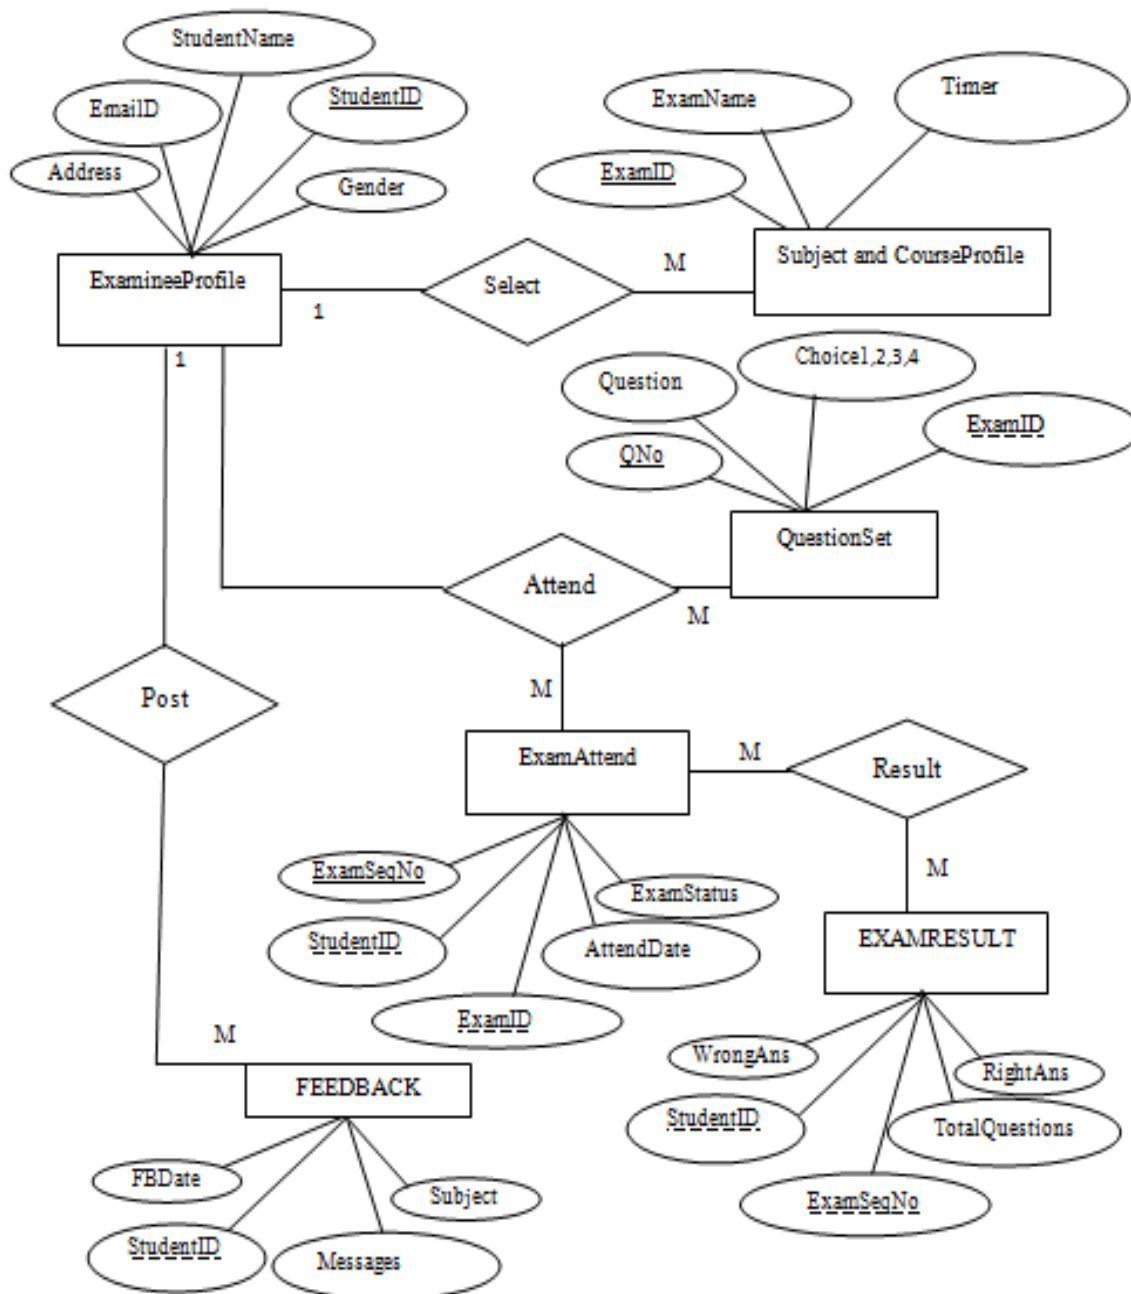 StudentName
EmailD
StudentID
Address
Gender
ExamName
Timer
ExamID
ExamineeProfile
1
Select
M
Subject and CourseProfile
1
Choice1,2,3,4
Question
ExamID
QNo
QuestionSet
Attend
M
M
Post
ExamAttend
M
Result
M
ExamSeqNo
ExamStatus
StudentID
AttendDate
ExamID
EXAMRESULT
M
WrongAns
RightAns
StudentID
TotalQuestions
ExamSeqNo
FEEDBACK
FBDate
Subject
StudentID
Messages